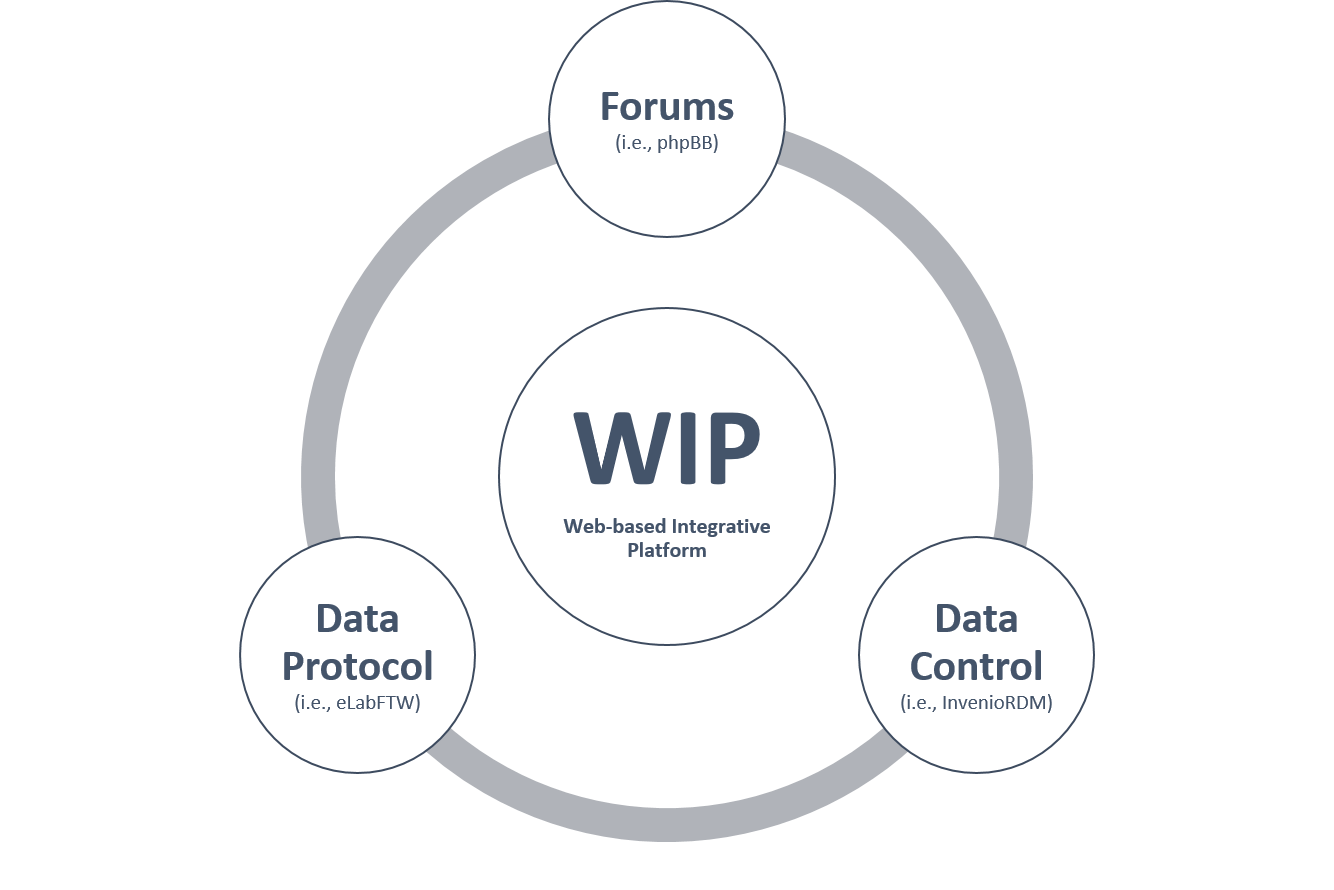 Forums
(i.e., phpBB)
WIP
Web-based Integrative
Platform
Data
Protocol
(i.e., eLabFTW)
Data
Control
(i.e., InvenioRDM)